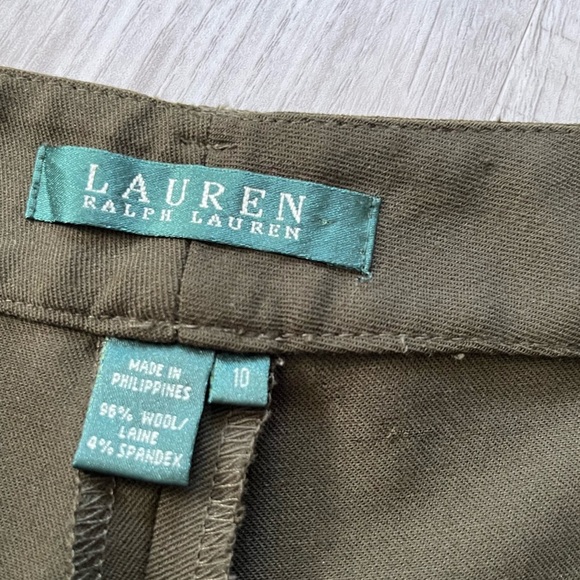 LAUREN
RALPH LAUREN
MADE IN
PHILIPPINES
96% WOOL/
LAINE
4% SPANDEX
10